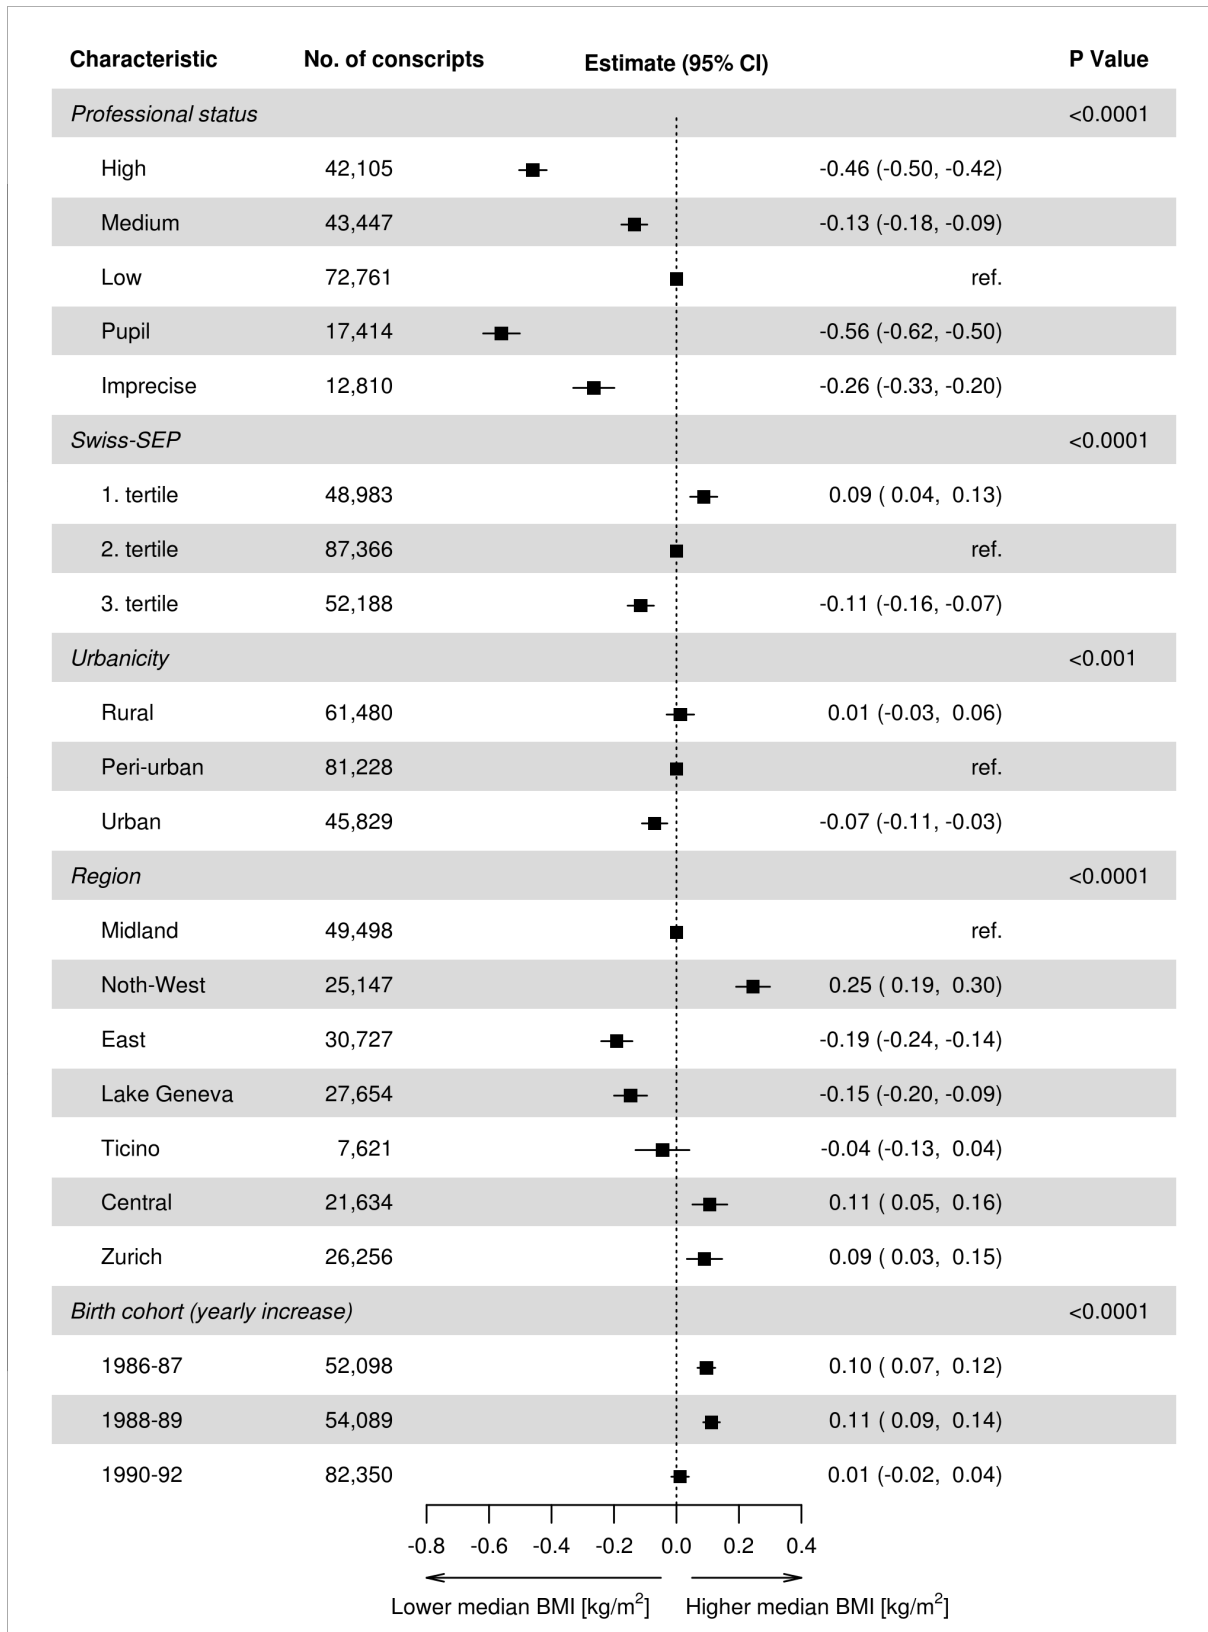 Characteristic No. of conscripts Estimate (95% CI) P Value
Professional status <0.0001
High 42,105 -0.46 (-0.50, -0.42)
Medium 43,447 -0.13 (-0.18, -0.09)
Low 72,761 ref.
Pupil 17,414 -0.56 (-0.62, -0.50)
Imprecise 12,810 -0.26 (-0.33, -0.20)
Swiss-SEP <0.0001
1. tertile 48,983 0.09 ( 0.04, 0.13)
2. tertile 87,366 ref.
3. tertile 52,188 -0.11 (-0.16, -0.07)
Urbanicity <0.001
Rural 61,480 0.01 (-0.03, 0.06)
Peri-urban 81,228 ref.
Urban 45,829 -0.07 (-0.11, -0.03)
Region <0.0001
Midland 49,498 ref.
Noth-West 25,147 0.25 ( 0.19, 0.30)
East 30,727 -0.19 (-0.24, -0.14)
Lake Geneva 27,654 -0.15 (-0.20, -0.09)
Ticino 7,621 -0.04 (-0.13, 0.04)
Central 21,634 0.11 ( 0.05, 0.16)
Zurich 26,256 0.09 ( 0.03, 0.15)
Birth cohort (yearly increase) <0.0001
1986-87 52,098 0.10 ( 0.07, 0.12)
1988-89 54,089 0.11 ( 0.09, 0.14)
1990-92 82,350 0.01 (-0.02, 0.04)
-0.8 -0.6 -0.4 -0.2 0.0 0.2 0.4
Lower median BMI [kg/m²] Higher median BMI [kg/m²]